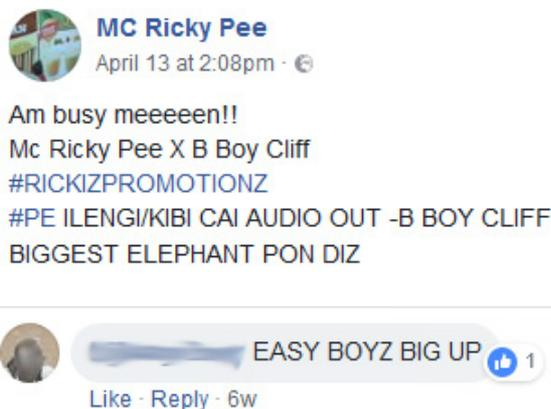 MC Ricky Pee
April 13 at 2:08pm ·
Am busy meeeeen!!
Mc Ricky Pee X B Boy Cliff
#RICKIZPROMOTIONZ
#PE ILENGI/KIBI CAI AUDIO OUT -B BOY CLIFF
BIGGEST ELEPHANT PON DIZ
EASY BOYZ BIG UP
1
Like · Reply · 6w